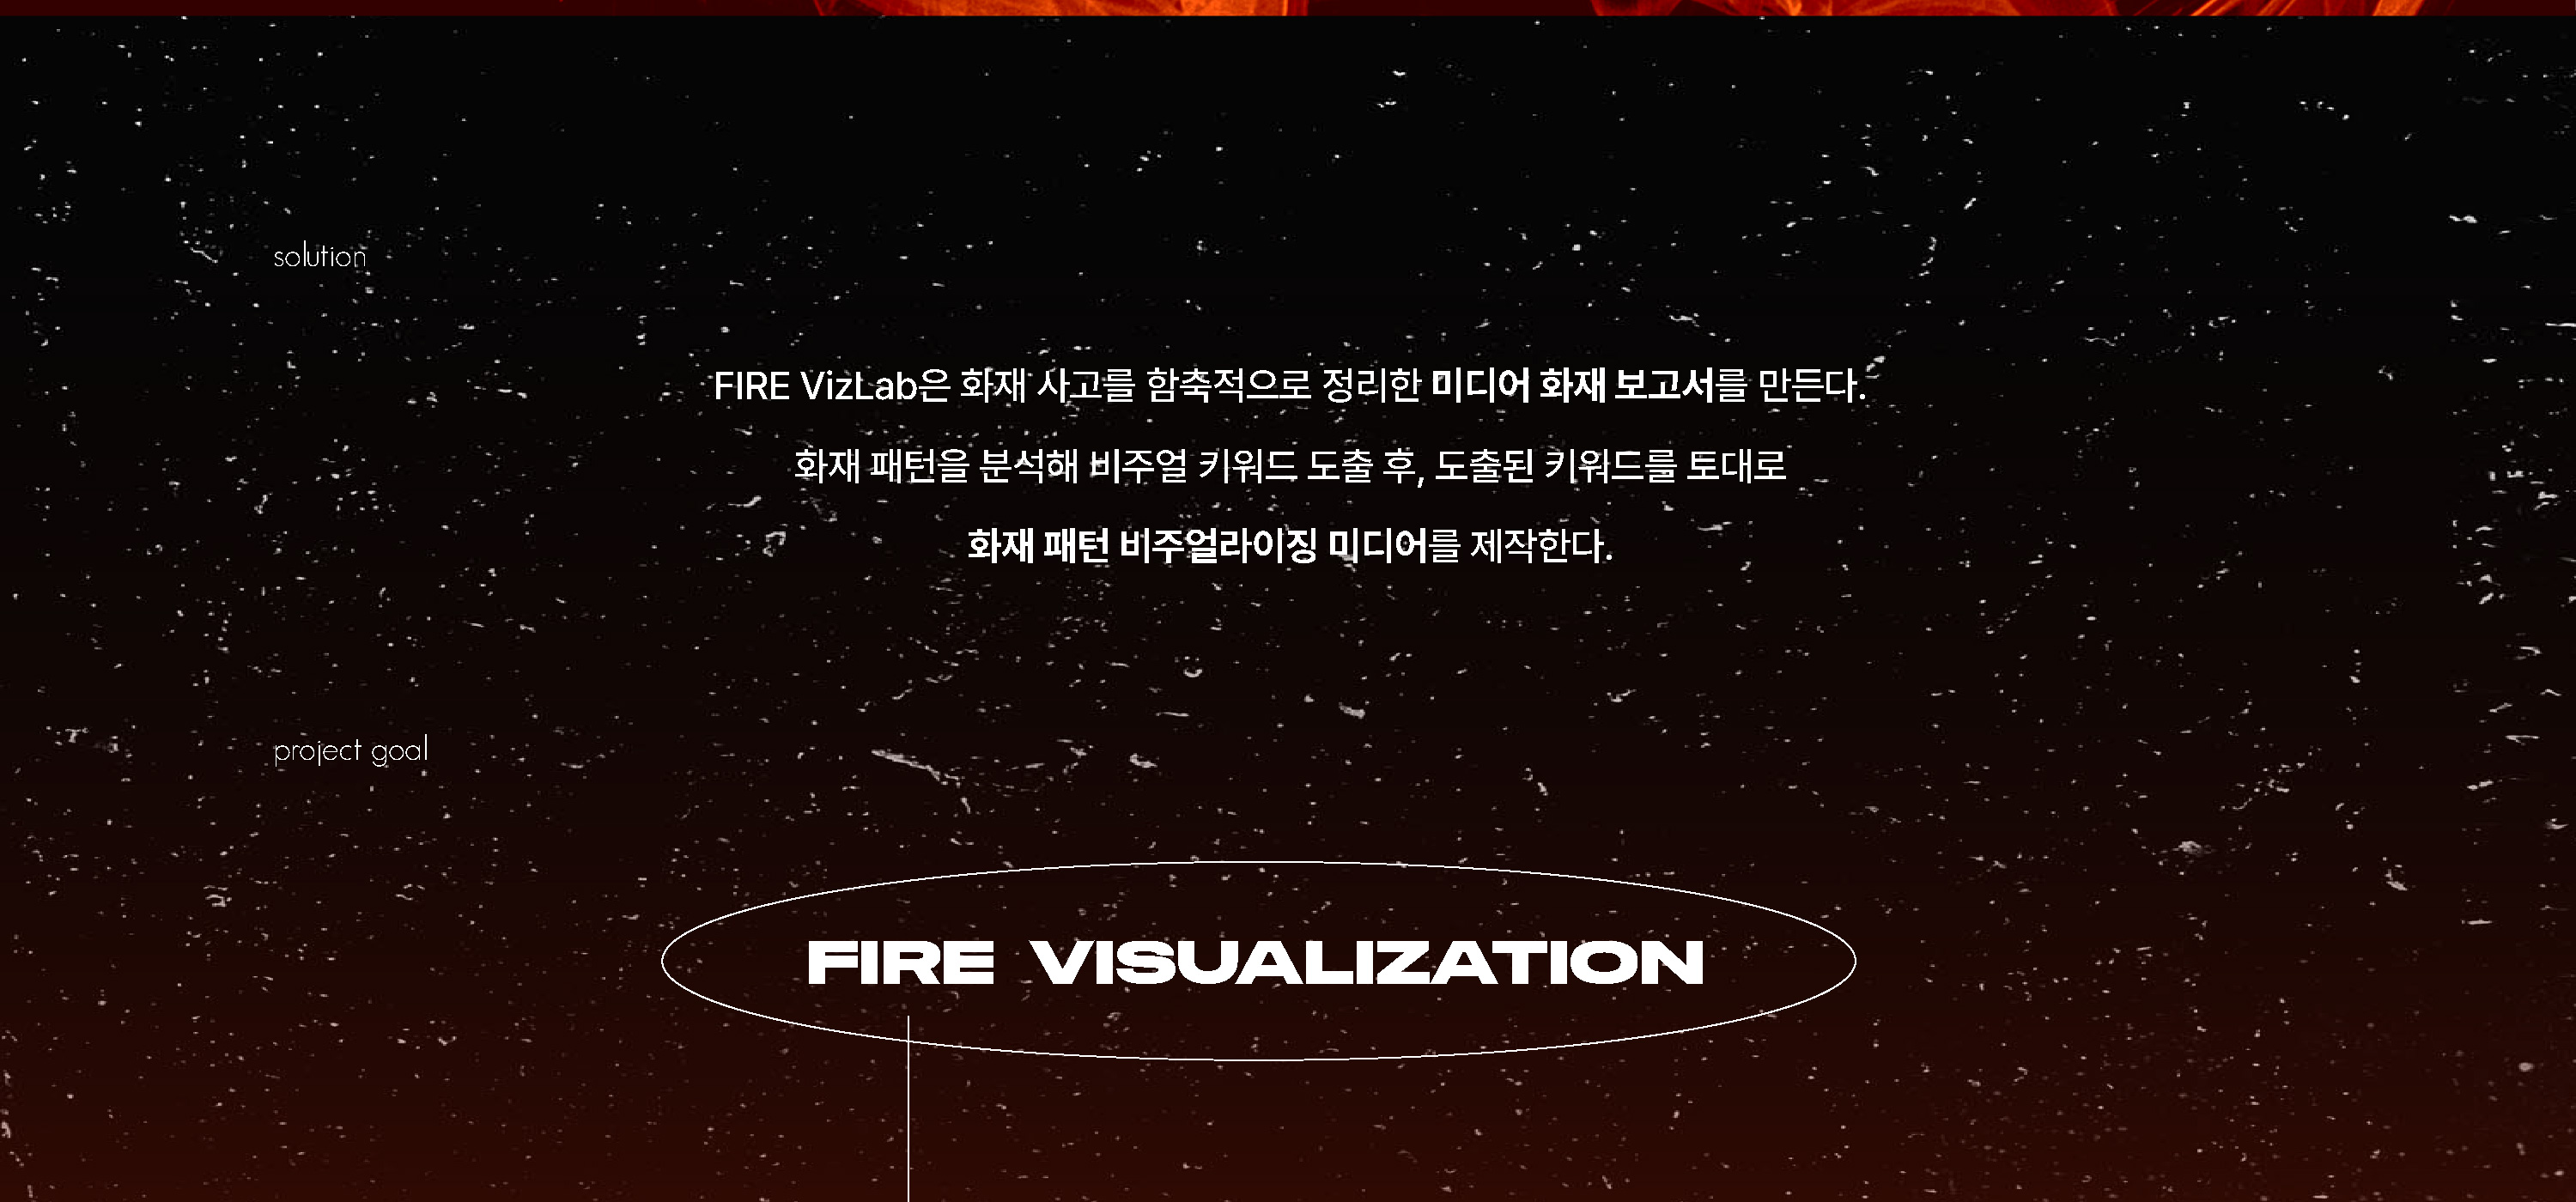 solution
FIRE VizLab은 화재 사고를 함축적으로 정리한 미디어 화재 보고서를 만든다.
화재 패턴을 분석해 비주얼 키워드 도출 후, 도출된 키워드를 토대로
화재 패턴 비주얼라이징 미디어를 제작한다.
project goal
FIRE VISUALIZATION